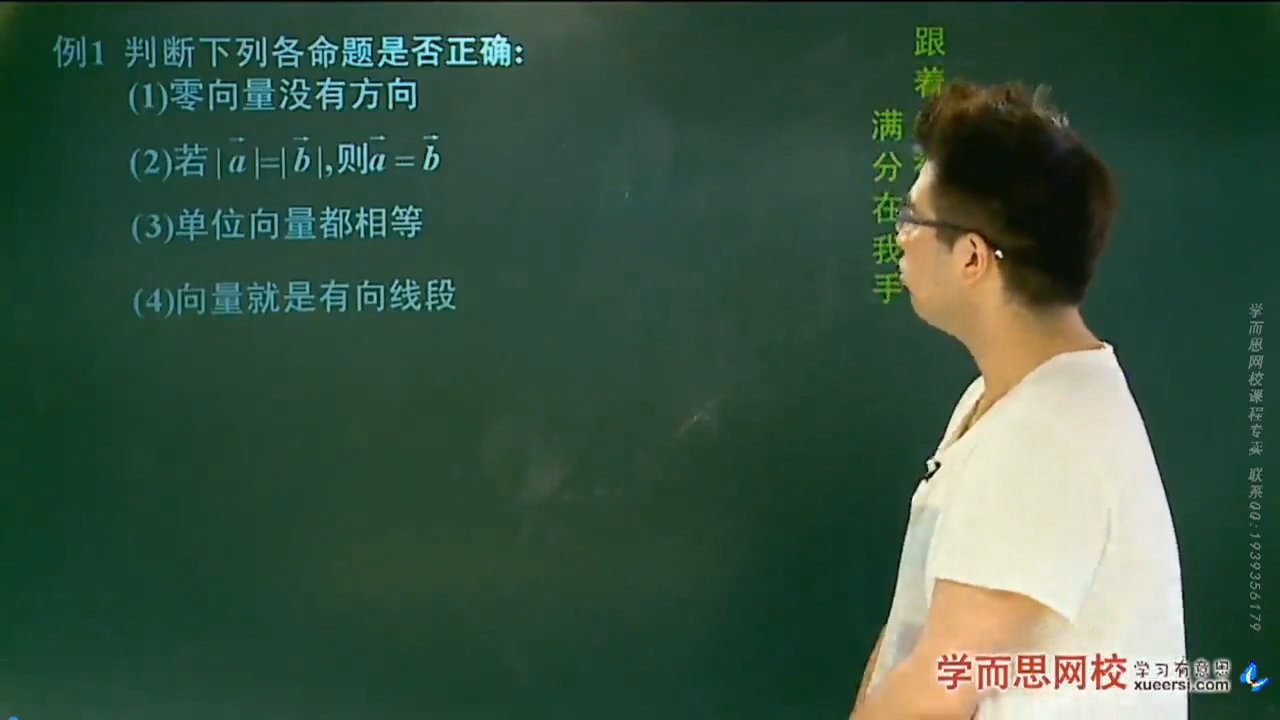 例1 判断下列各命题是否正确:
(1)零向量没有方向
(2)若|a⃗|=|b⃗|,则a⃗=b⃗
(3)单位向量都相等
(4)向量就是有向线段
跟着
满分在我手
学而思网校课程专卖 联系QQ:1939356179
学而思网校 学习有意思
xueersi.com